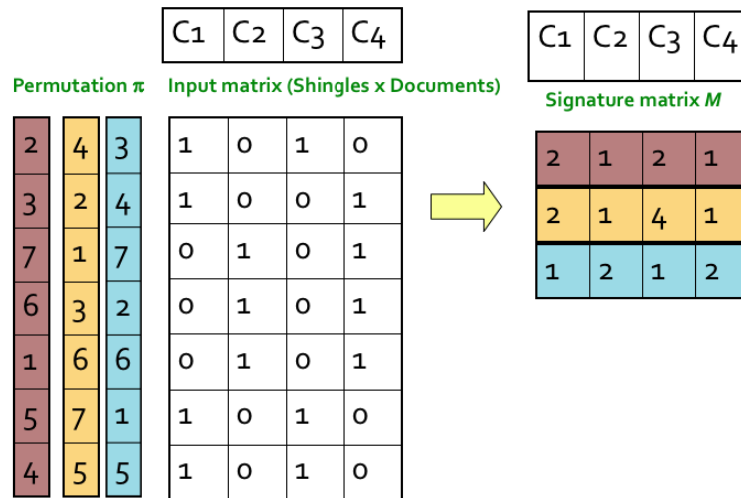 C1 C2 C3 C4 C1 C2 C3 C4
Permutation π Input matrix (Shingles x Documents) Signature matrix M
2 4 3 1 0 1 0 2 1 2 1
3 2 4 1 0 0 1 2 1 4 1
7 1 7 0 1 0 1 1 2 1 2
6 3 2 0 1 0 1
1 6 6 0 1 0 1
5 7 1 1 0 1 0
4 5 5 1 0 1 0